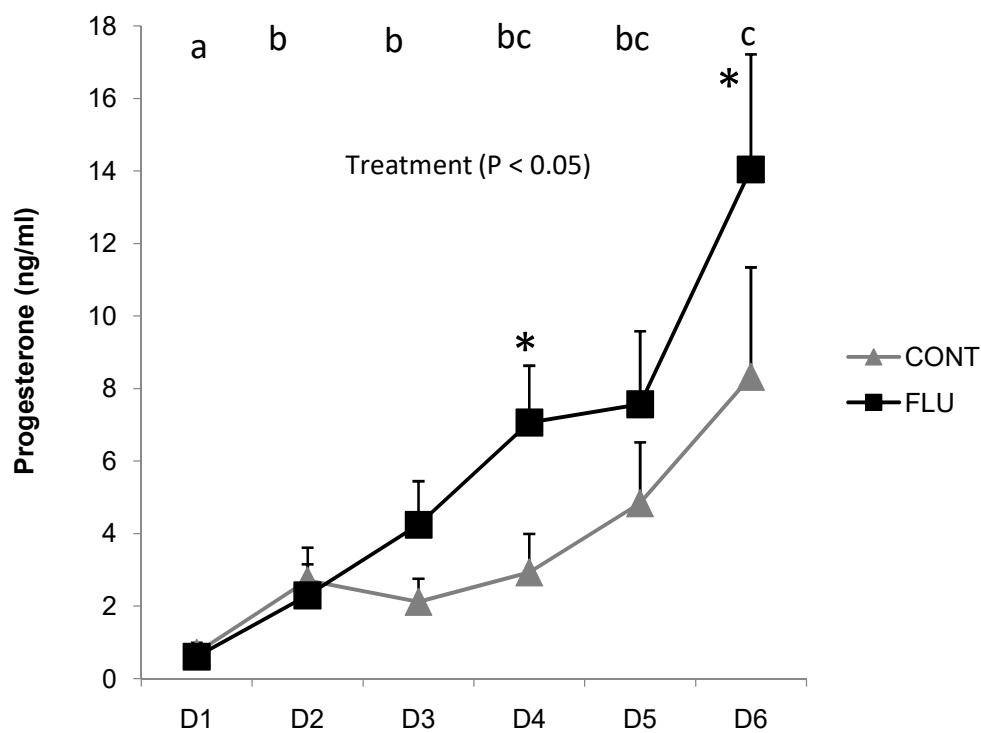 18
16
14
12
10
8
6
4
2
0
Progesterone (ng/ml)
a b b bc bc c
*
Treatment (P < 0.05)
*
CONT
FLU
D1 D2 D3 D4 D5 D6